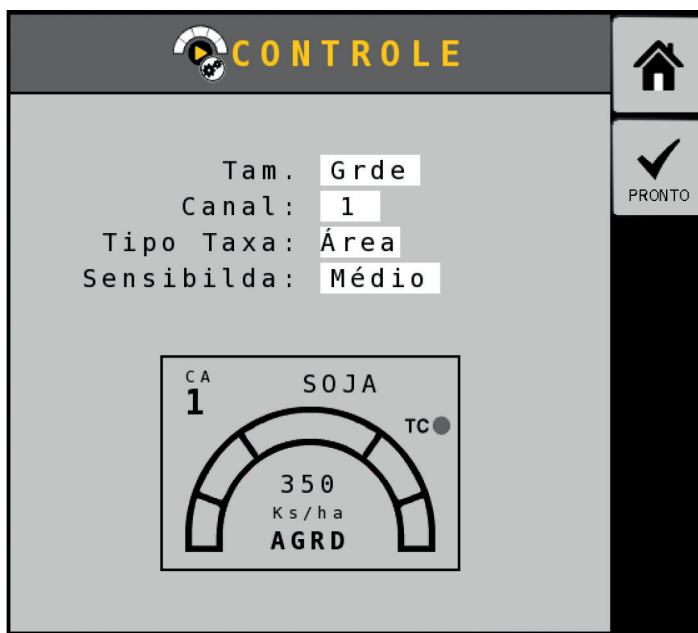 CONTROLE
PRONTO
Tam. Grde
Canal: 1
Tipo Taxa: Área
Sensibilda: Médio
CA
1
SOJA
TC
350
Ks/ha
AGRD